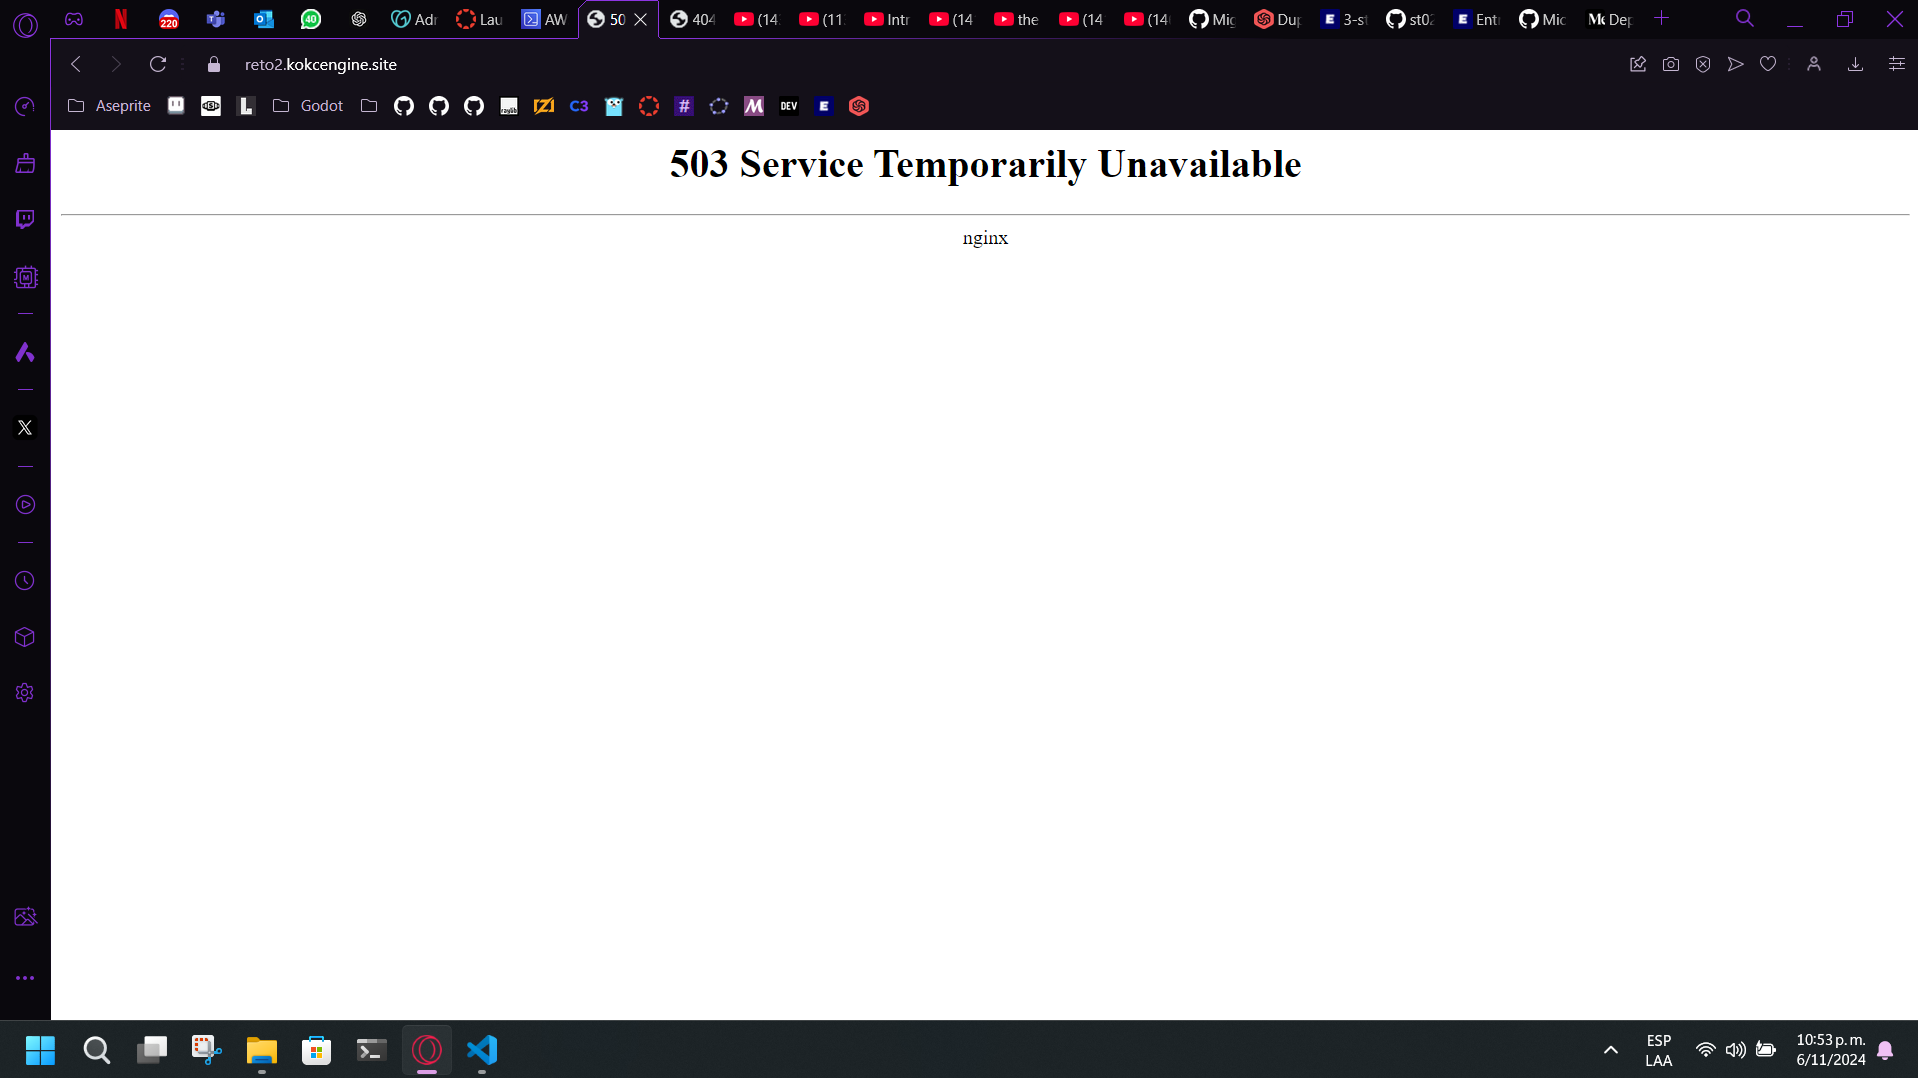 220
40
Adr
Lau
AW
50
404
(14
(11
Intr
(14
the
(14
(14
Mig
Dup
E
3-st
st02
E
Entr
Mic
Dep
reto2.kokcengine.site
Aseprite
Godot
raylib
C3
#
M
DEV
E
503 Service Temporarily Unavailable
nginx
ESP
LAA
10:53 p. m.
6/11/2024